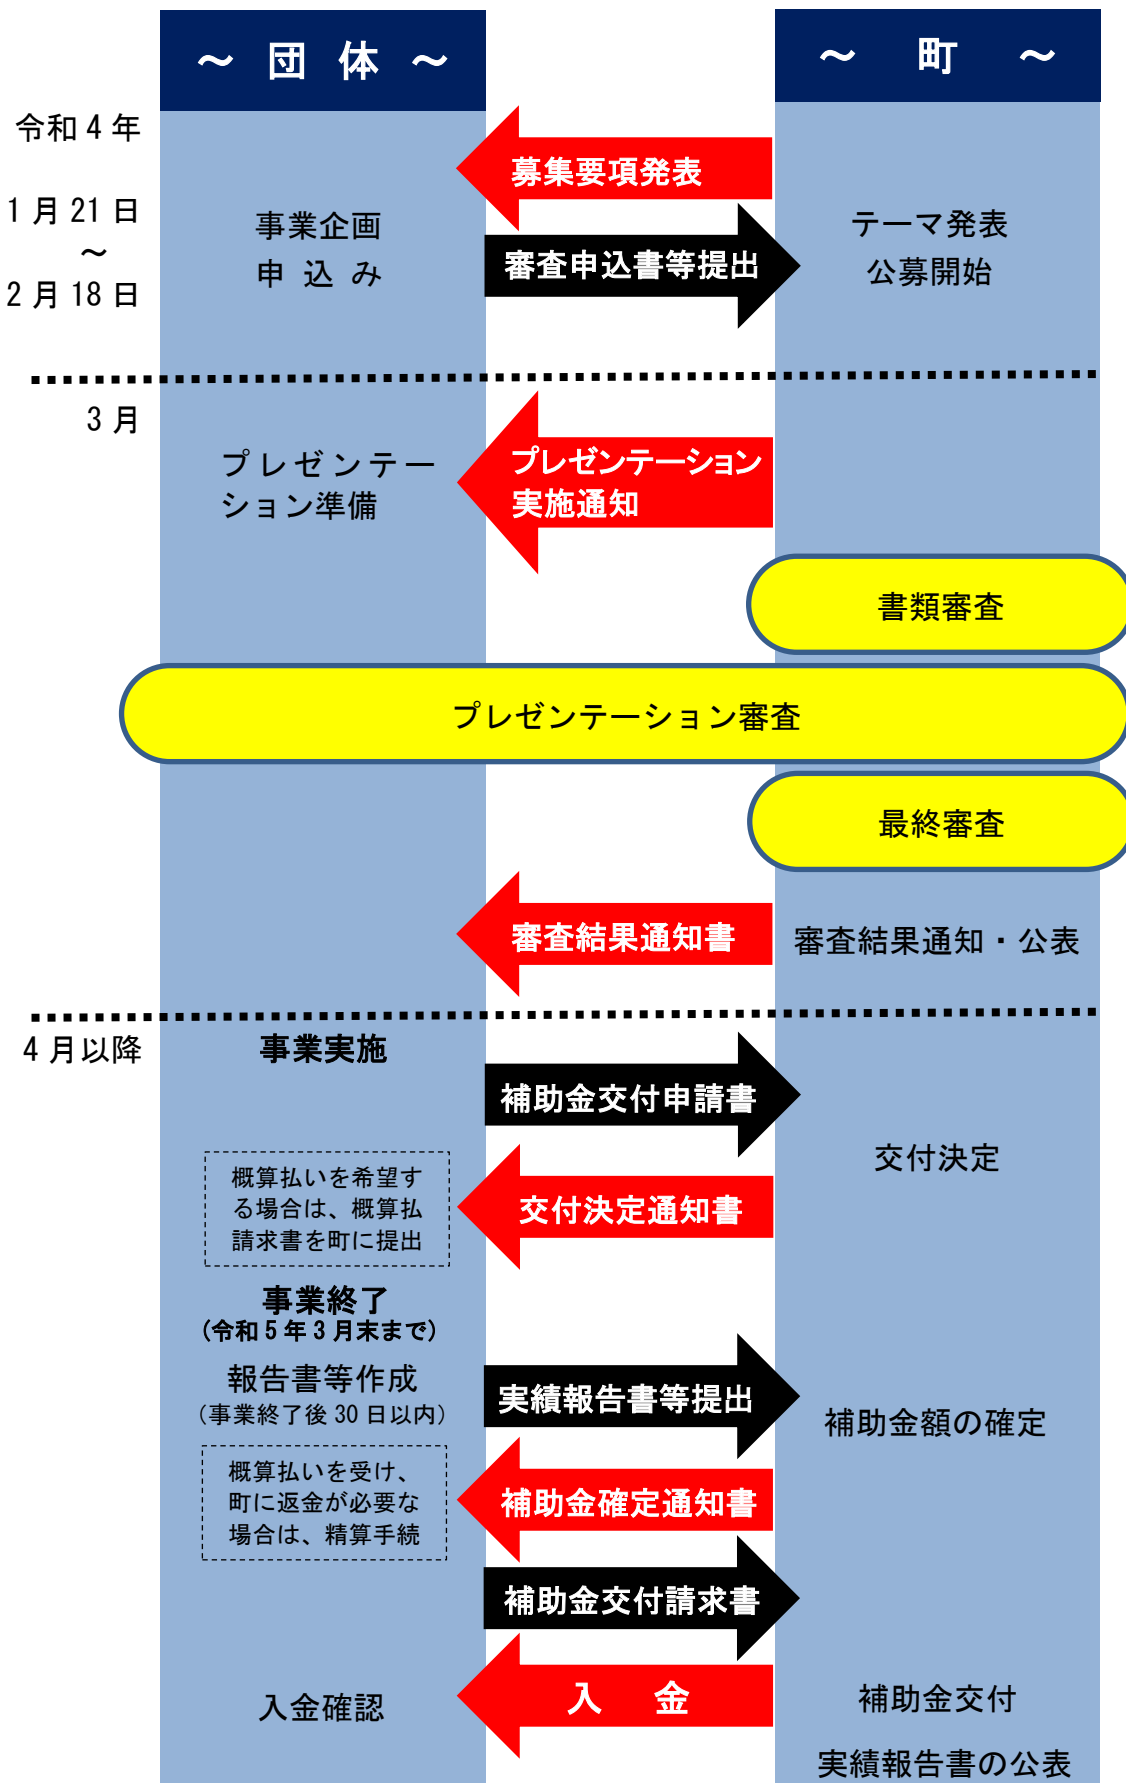 ～ 団 体 ～
～ 町 ～
令和4年
1月21日
～
2月18日
募集要項発表
事業企画
申 込 み
審査申込書等提出
テーマ発表
公募開始
3月
プレゼンテー
ション準備
プレゼンテーション
実施通知
書類審査
プレゼンテーション審査
最終審査
審査結果通知書
審査結果通知・公表
4月以降
事業実施
補助金交付申請書
交付決定
概算払いを希望す
る場合は、概算払
請求書を町に提出
交付決定通知書
事業終了
(令和5年3月末まで)
報告書等作成
（事業終了後30日以内）
実績報告書等提出
補助金額の確定
概算払いを受け、
町に返金が必要な
場合は、精算手続
補助金確定通知書
補助金交付請求書
入 金
入金確認
補助金交付
実績報告書の公表